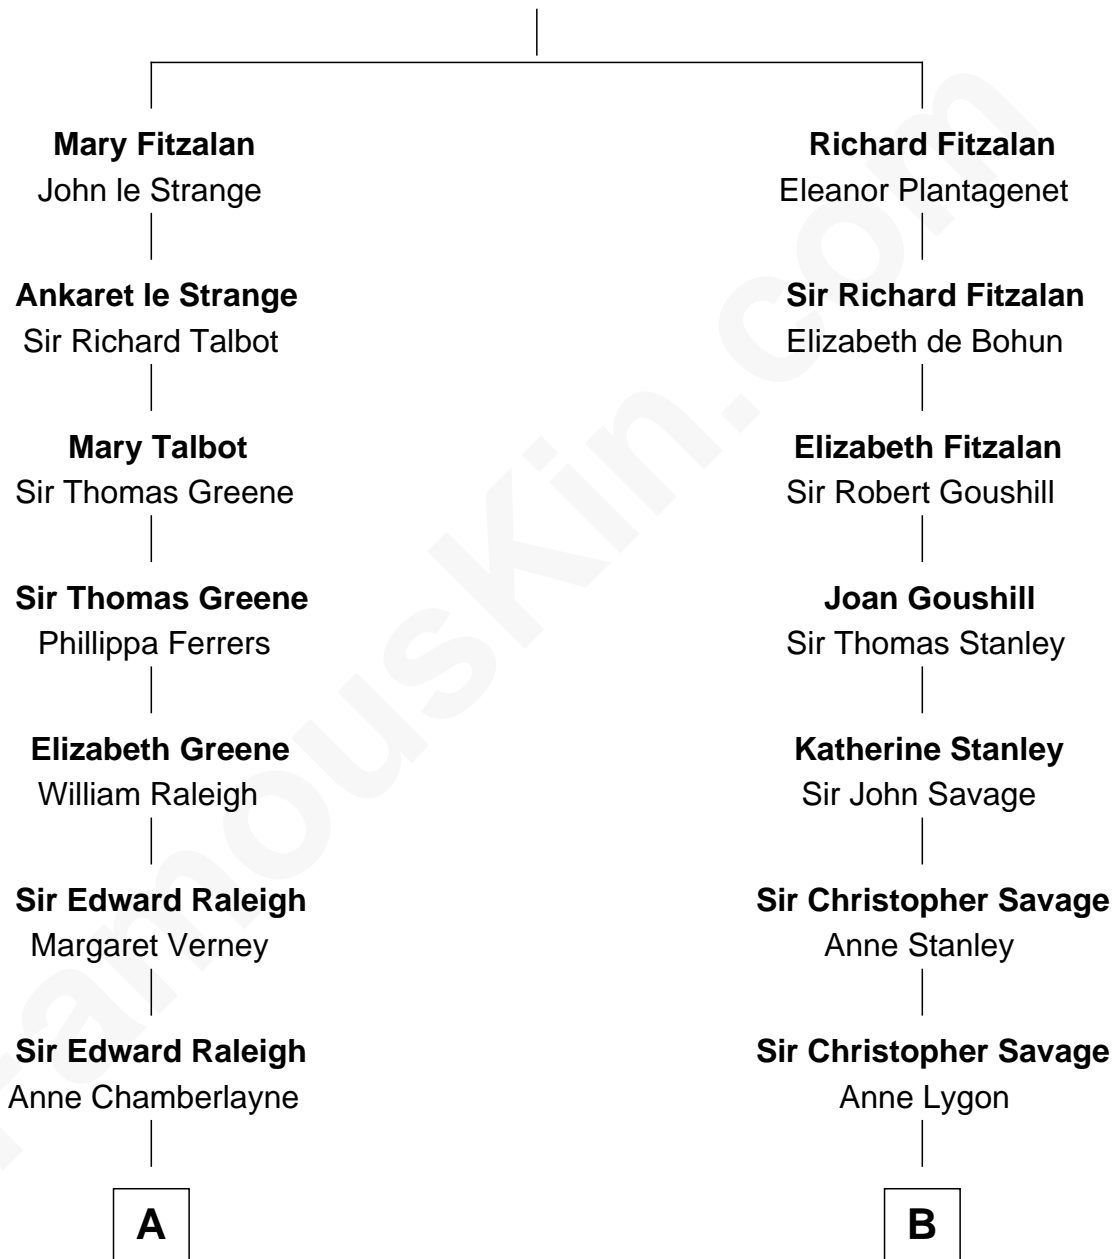 Mary Fitzalan
John le Strange
Richard Fitzalan
Eleanor Plantagenet
Ankaret le Strange
Sir Richard Talbot
Sir Richard Fitzalan
Elizabeth de Bohun
Mary Talbot
Sir Thomas Greene
Elizabeth Fitzalan
Sir Robert Goushill
Sir Thomas Greene
Phillippa Ferrers
Joan Goushill
Sir Thomas Stanley
Elizabeth Greene
William Raleigh
Katherine Stanley
Sir John Savage
Sir Edward Raleigh
Margaret Verney
Sir Christopher Savage
Anne Stanley
Sir Edward Raleigh
Anne Chamberlayne
Sir Christopher Savage
Anne Lygon
A
B
FamousKin.com